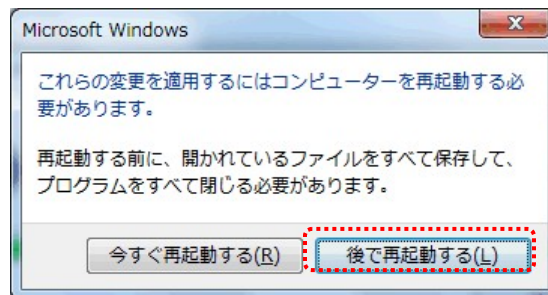 Microsoft Windows
これらの変更を適用するにはコンピューターを再起動する必
要があります。
再起動する前に、開かれているファイルをすべて保存して、
プログラムをすべて閉じる必要があります。
今すぐ再起動する(R) 後で再起動する(L)